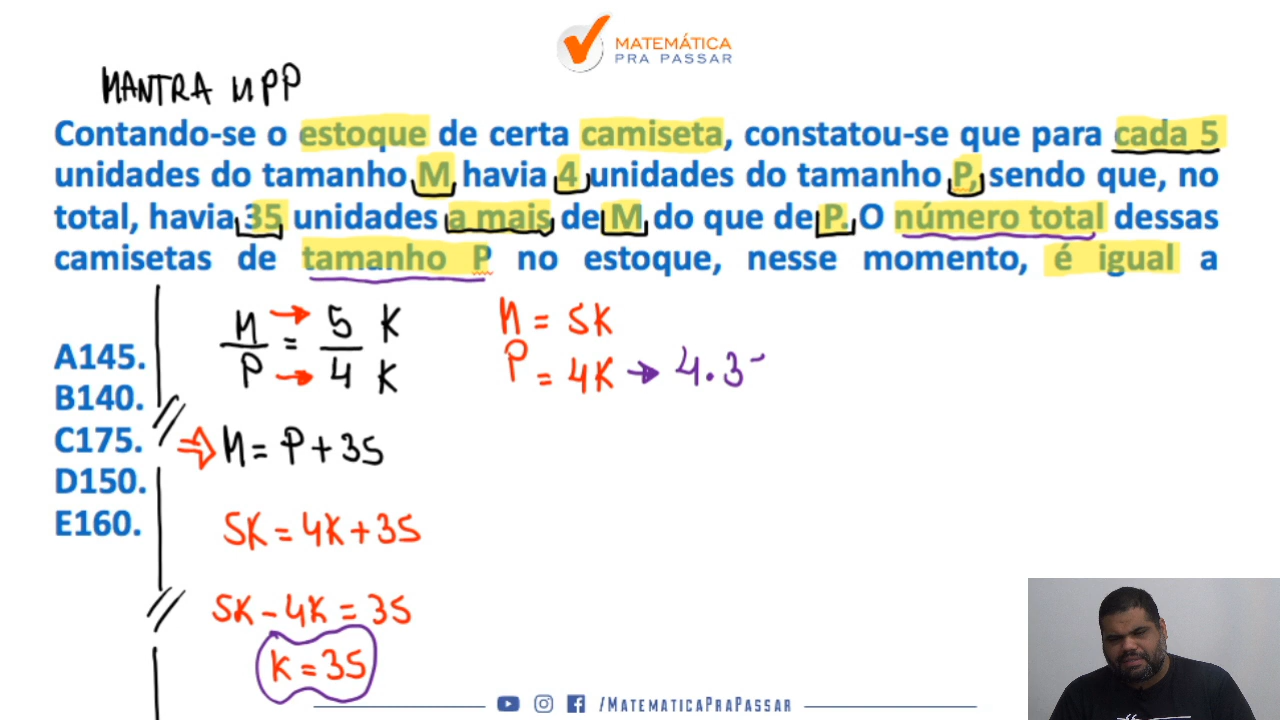 MATEMÁTICA
PRA PASSAR
MANTRA MPP
Contando-se o estoque de certa camiseta, constatou-se que para cada 5
unidades do tamanho M havia 4 unidades do tamanho P, sendo que, no
total, havia 35 unidades a mais de M do que de P. O número total dessas
camisetas de tamanho P no estoque, nesse momento, é igual a
A145.
B140.
C175.
D150.
E160.
M → 5 K
P → 4 K
=
M = 5K
P = 4K → 4.3
⇒ M = P + 35
5K = 4K + 35
5K - 4K = 35
K = 35
/MATEMATICAPRAPASSAR